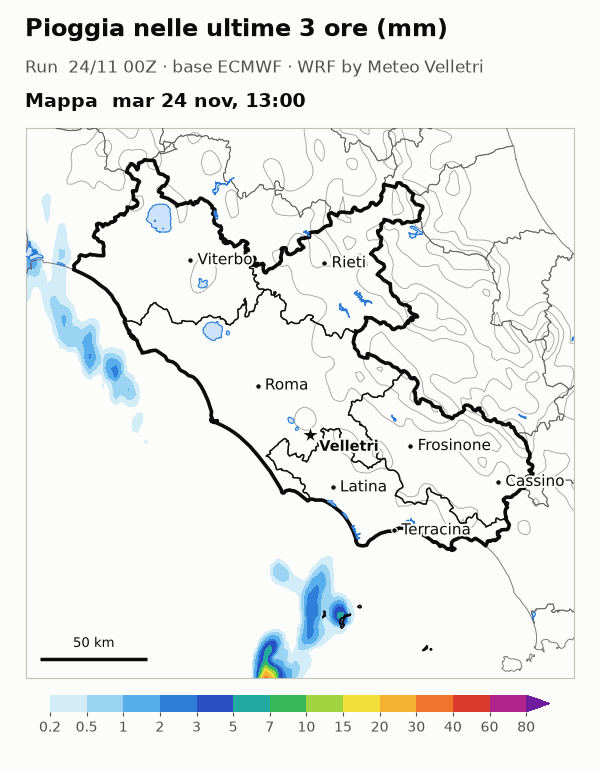 Pioggia nelle ultime 3 ore (mm)
Run  24/11 00Z · base ECMWF · WRF by Meteo Velletri
Mappa  mar 24 nov, 13:00
Viterbo
Rieti
Roma
Velletri
Frosinone
Latina
Cassino
Terracina
50 km
0.2 0.5 1 2 3 5 7 10 15 20 30 40 60 80